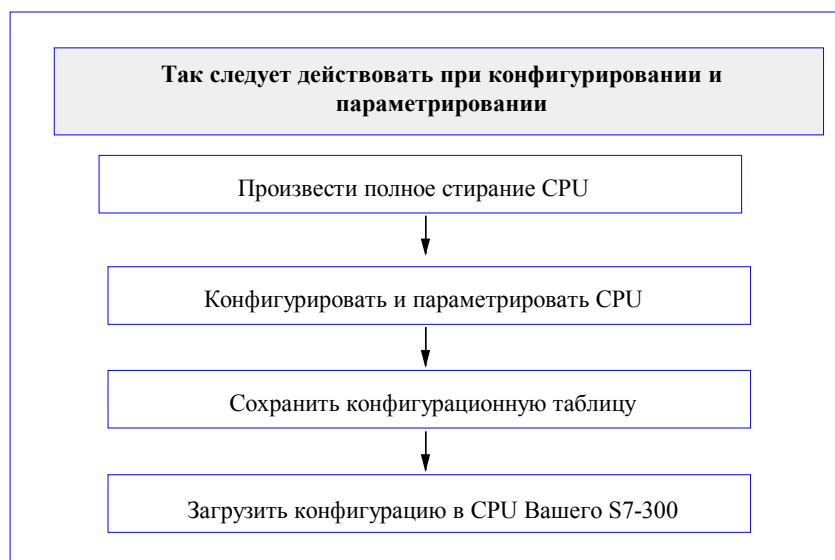 Так следует действовать при конфигурировании и
параметрировании
Произвести полное стирание CPU
Конфигурировать и параметрировать CPU
Сохранить конфигурационную таблицу
Загрузить конфигурацию в CPU Вашего S7-300